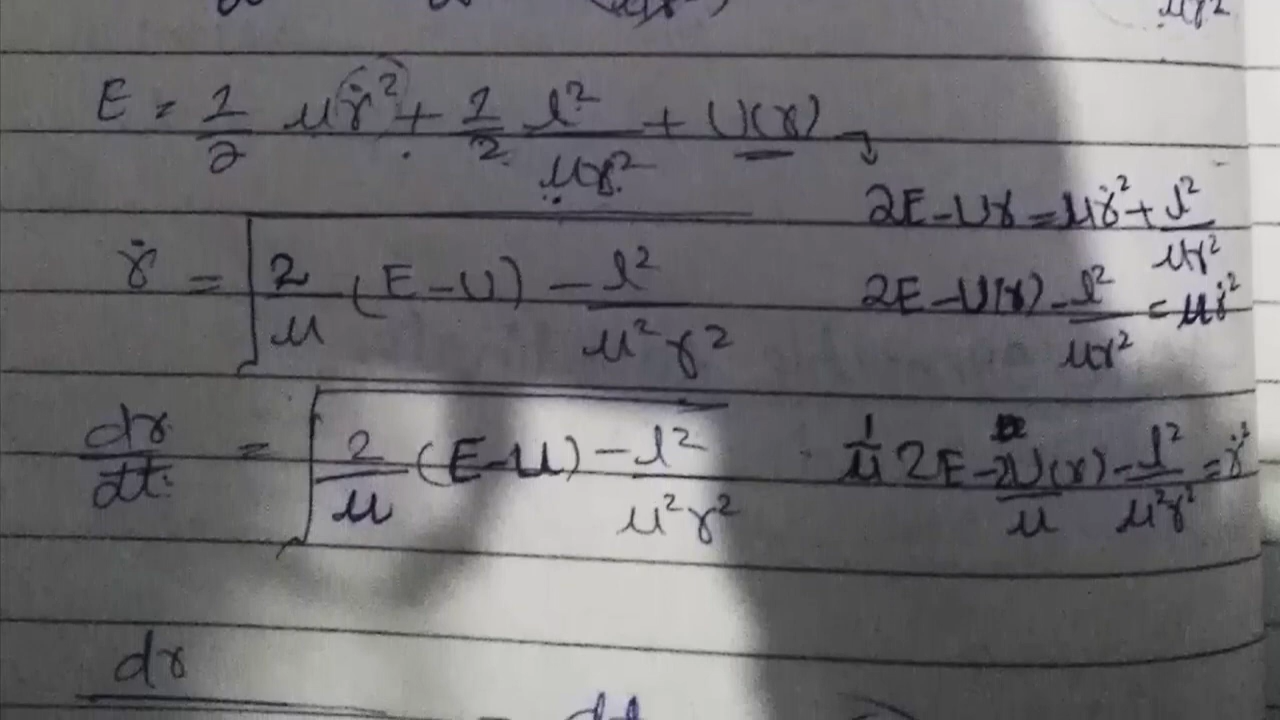 μr²
E = 1/2 μṙ² + 1/2 l²/μr² + U(r)
2E - Ur = μṙ² + l²/μr²
ṙ = √(2/μ (E - U) - l²/μ²r²)
2E - U(r) - l²/μr² = μṙ²
dr/dt = √(2/μ (E - U) - l²/μ²r²)
1/μ 2E - 2U(r)/μ - l²/μ²r² = ṙ²
dr